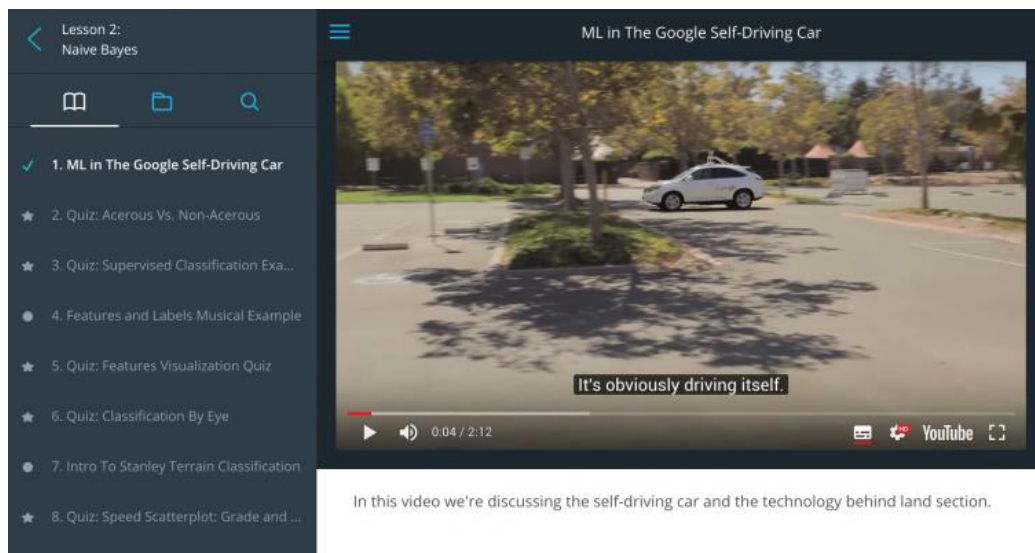 Lesson 2:
Naive Bayes
1. ML in The Google Self-Driving Car
2. Quiz: Acerous Vs. Non-Acerous
3. Quiz: Supervised Classification Exa...
4. Features and Labels Musical Example
5. Quiz: Features Visualization Quiz
6. Quiz: Classification By Eye
7. Intro To Stanley Terrain Classification
8. Quiz: Speed Scatterplot: Grade and ...
ML in The Google Self-Driving Car
Google
It's obviously driving itself.
0:04 / 2:12
HD
YouTube
In this video we're discussing the self-driving car and the technology behind land section.